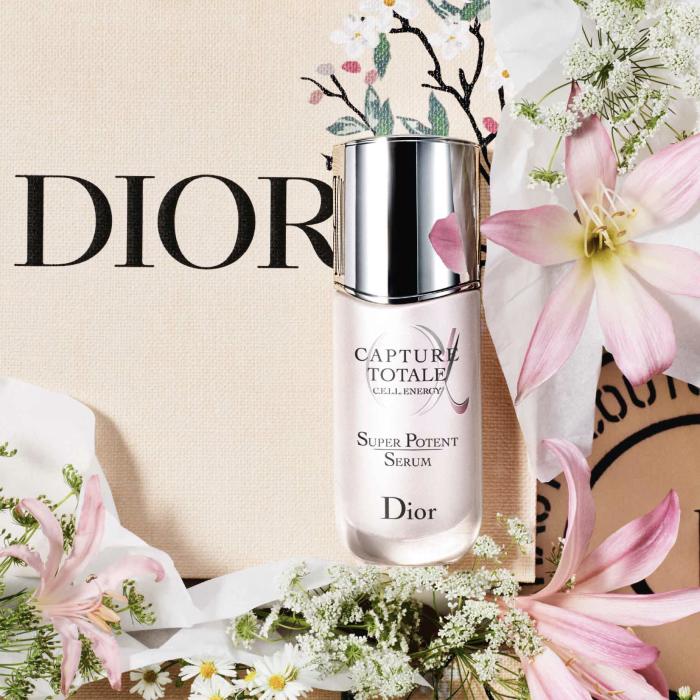 DIOR
CAPTURE
TOTALE
C.E.L.L. ENERGY
SUPER POTENT
SERUM
Dior